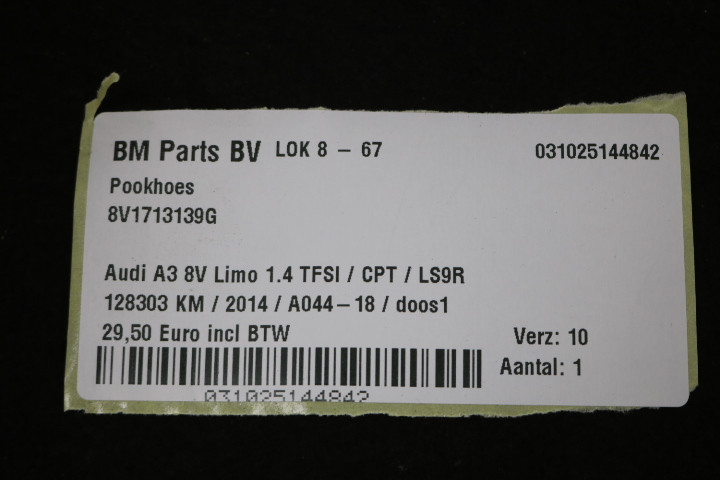 BM Parts BV LOK 8 - 67 031025144842
Pookhoes
8V1713139G
Audi A3 8V Limo 1.4 TFSI / CPT / LS9R
128303 KM / 2014 / A044-18 / doos1
29,50 Euro incl BTW Verz: 10
Aantal: 1
031025144842